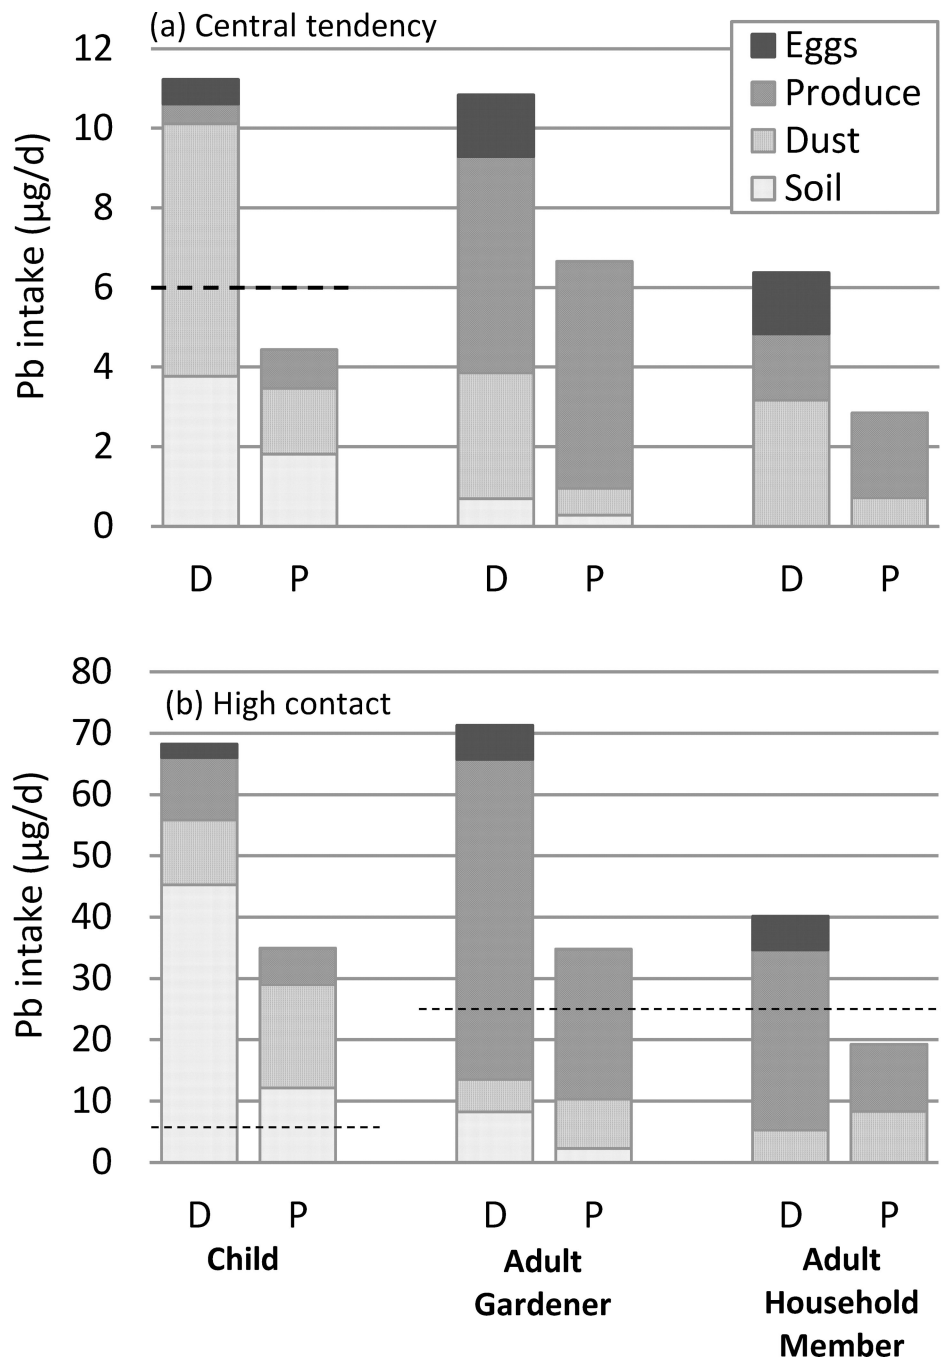 (a) Central tendency
Eggs
Produce
Dust
Soil
Pb intake (µg/d)
12
10
8
6
4
2
0
D P D P D P
(b) High contact
Pb intake (µg/d)
80
70
60
50
40
30
20
10
0
D P D P D P
Child
Adult
Gardener
Adult
Household
Member